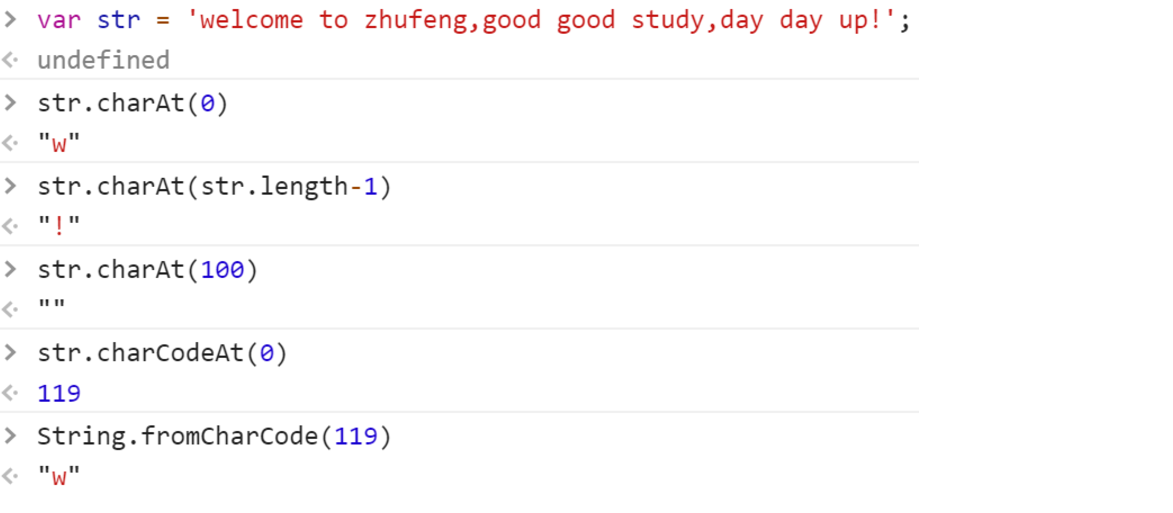 > var str = 'welcome to zhufeng,good good study,day day up!';
undefined
> str.charAt(0)
"w"
> str.charAt(str.length-1)
"!"
> str.charAt(100)
""
> str.charCodeAt(0)
119
> String.fromCharCode(119)
"w"